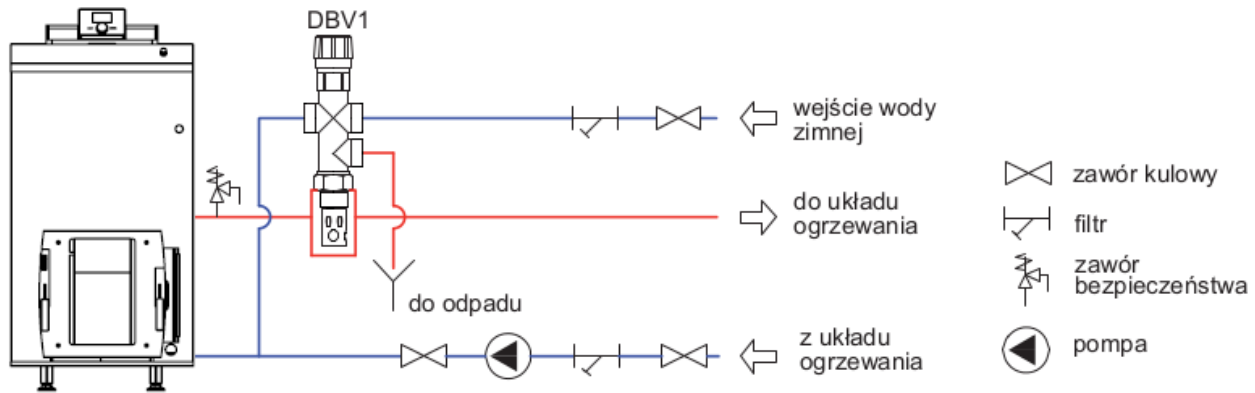 DBV1
wejście wody
zimnej
do układu
ogrzewania
do odpadu
z układu
ogrzewania
zawór kulowy
filtr
zawór
bezpieczeństwa
pompa